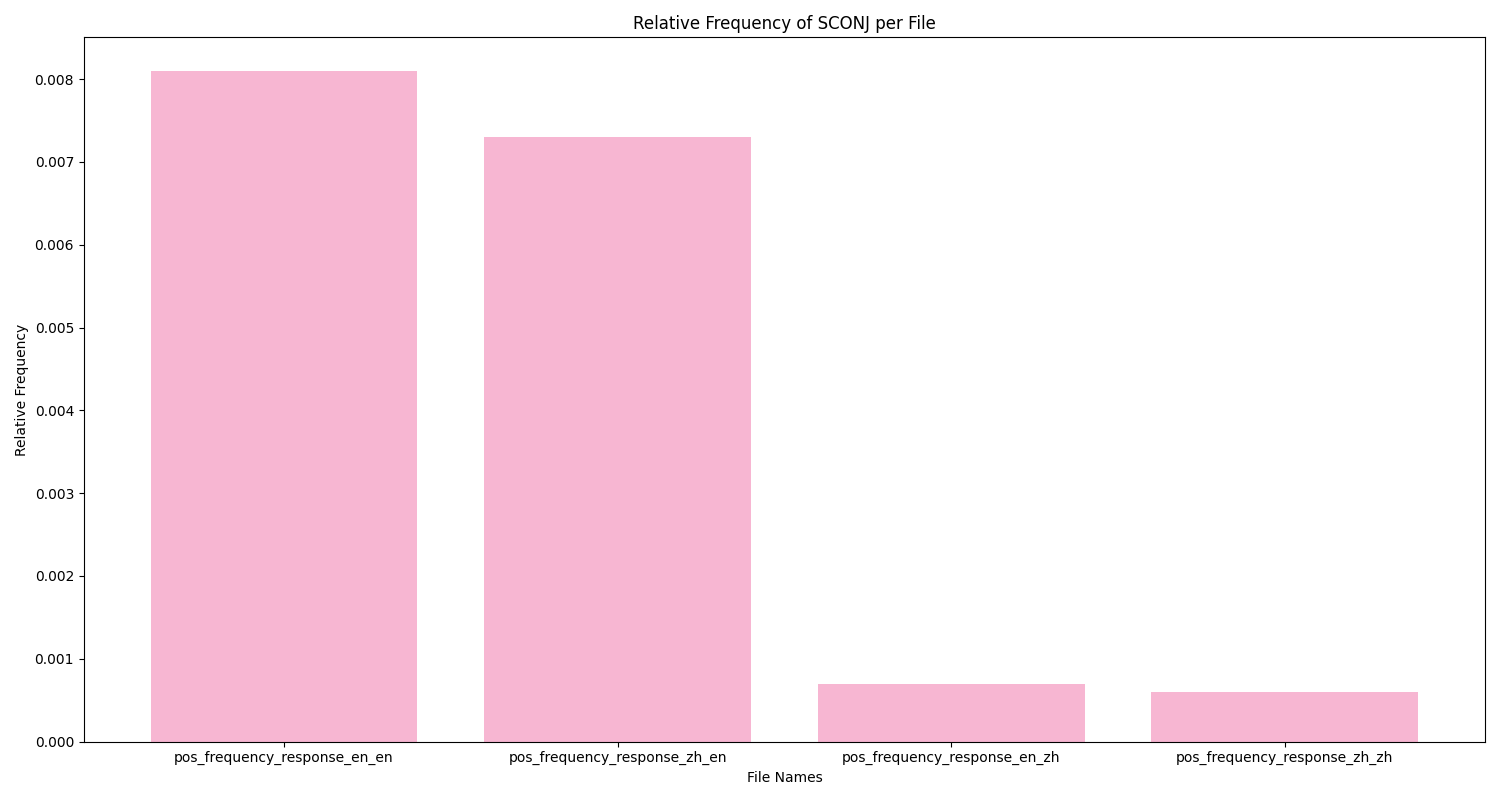 Relative Frequency of SCONJ per File
Relative Frequency
0.008
0.007
0.006
0.005
0.004
0.003
0.002
0.001
0.000
pos_frequency_response_en_en
pos_frequency_response_zh_en
pos_frequency_response_en_zh
pos_frequency_response_zh_zh
File Names